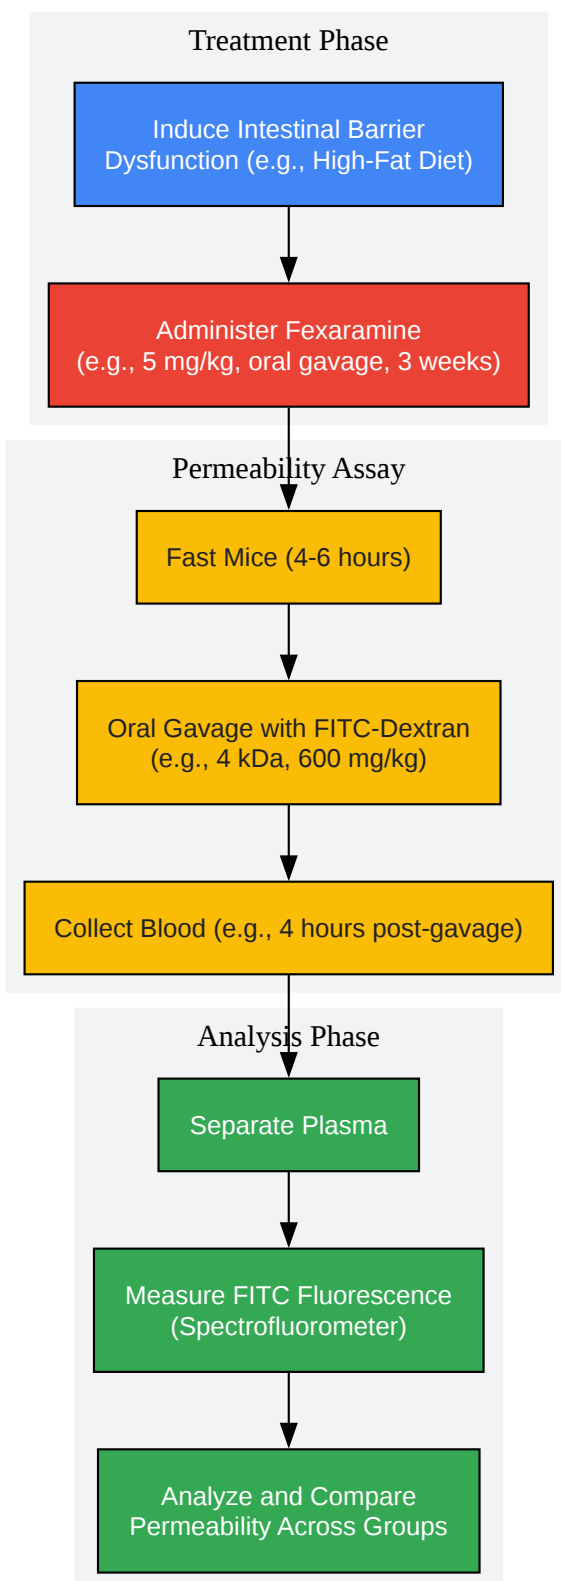 Treatment Phase
Induce Intestinal Barrier
Dysfunction (e.g., High-Fat Diet)
Administer Fexaramine
(e.g., 5 mg/kg, oral gavage, 3 weeks)
Permeability Assay
Fast Mice (4-6 hours)
Oral Gavage with FITC-Dextran
(e.g., 4 kDa, 600 mg/kg)
Collect Blood (e.g., 4 hours post-gavage)
Analysis Phase
Separate Plasma
Measure FITC Fluorescence
(Spectrofluorometer)
Analyze and Compare
Permeability Across Groups